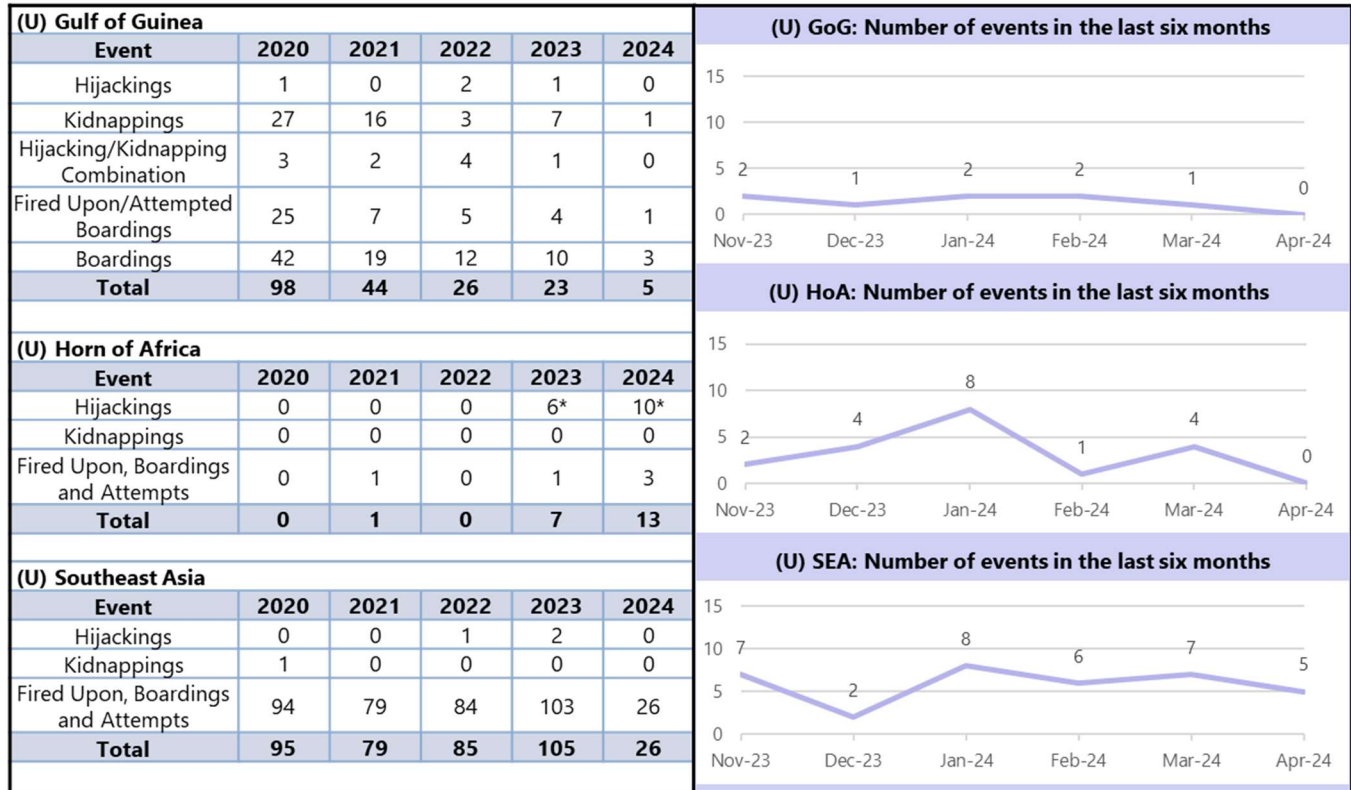 (U) Gulf of Guinea
Event 2020 2021 2022 2023 2024
Hijackings 1 0 2 1 0
Kidnappings 27 16 3 7 1
Hijacking/Kidnapping
Combination 3 2 4 1 0
Fired Upon/Attempted
Boardings 25 7 5 4 1
Boardings 42 19 12 10 3
Total 98 44 26 23 5
(U) Horn of Africa
Event 2020 2021 2022 2023 2024
Hijackings 0 0 0 6* 10*
Kidnappings 0 0 0 0 0
Fired Upon, Boardings
and Attempts 0 1 0 1 3
Total 0 1 0 7 13
(U) Southeast Asia
Event 2020 2021 2022 2023 2024
Hijackings 0 0 1 2 0
Kidnappings 1 0 0 0 0
Fired Upon, Boardings
and Attempts 94 79 84 103 26
Total 95 79 85 105 26
(U) GoG: Number of events in the last six months
15
10
5
0
2 1 2 2 1 0
Nov-23 Dec-23 Jan-24 Feb-24 Mar-24 Apr-24
(U) HoA: Number of events in the last six months
15
10
5
0
2 4 8 1 4 0
Nov-23 Dec-23 Jan-24 Feb-24 Mar-24 Apr-24
(U) SEA: Number of events in the last six months
15
10
5
0
7 2 8 6 7 5
Nov-23 Dec-23 Jan-24 Feb-24 Mar-24 Apr-24